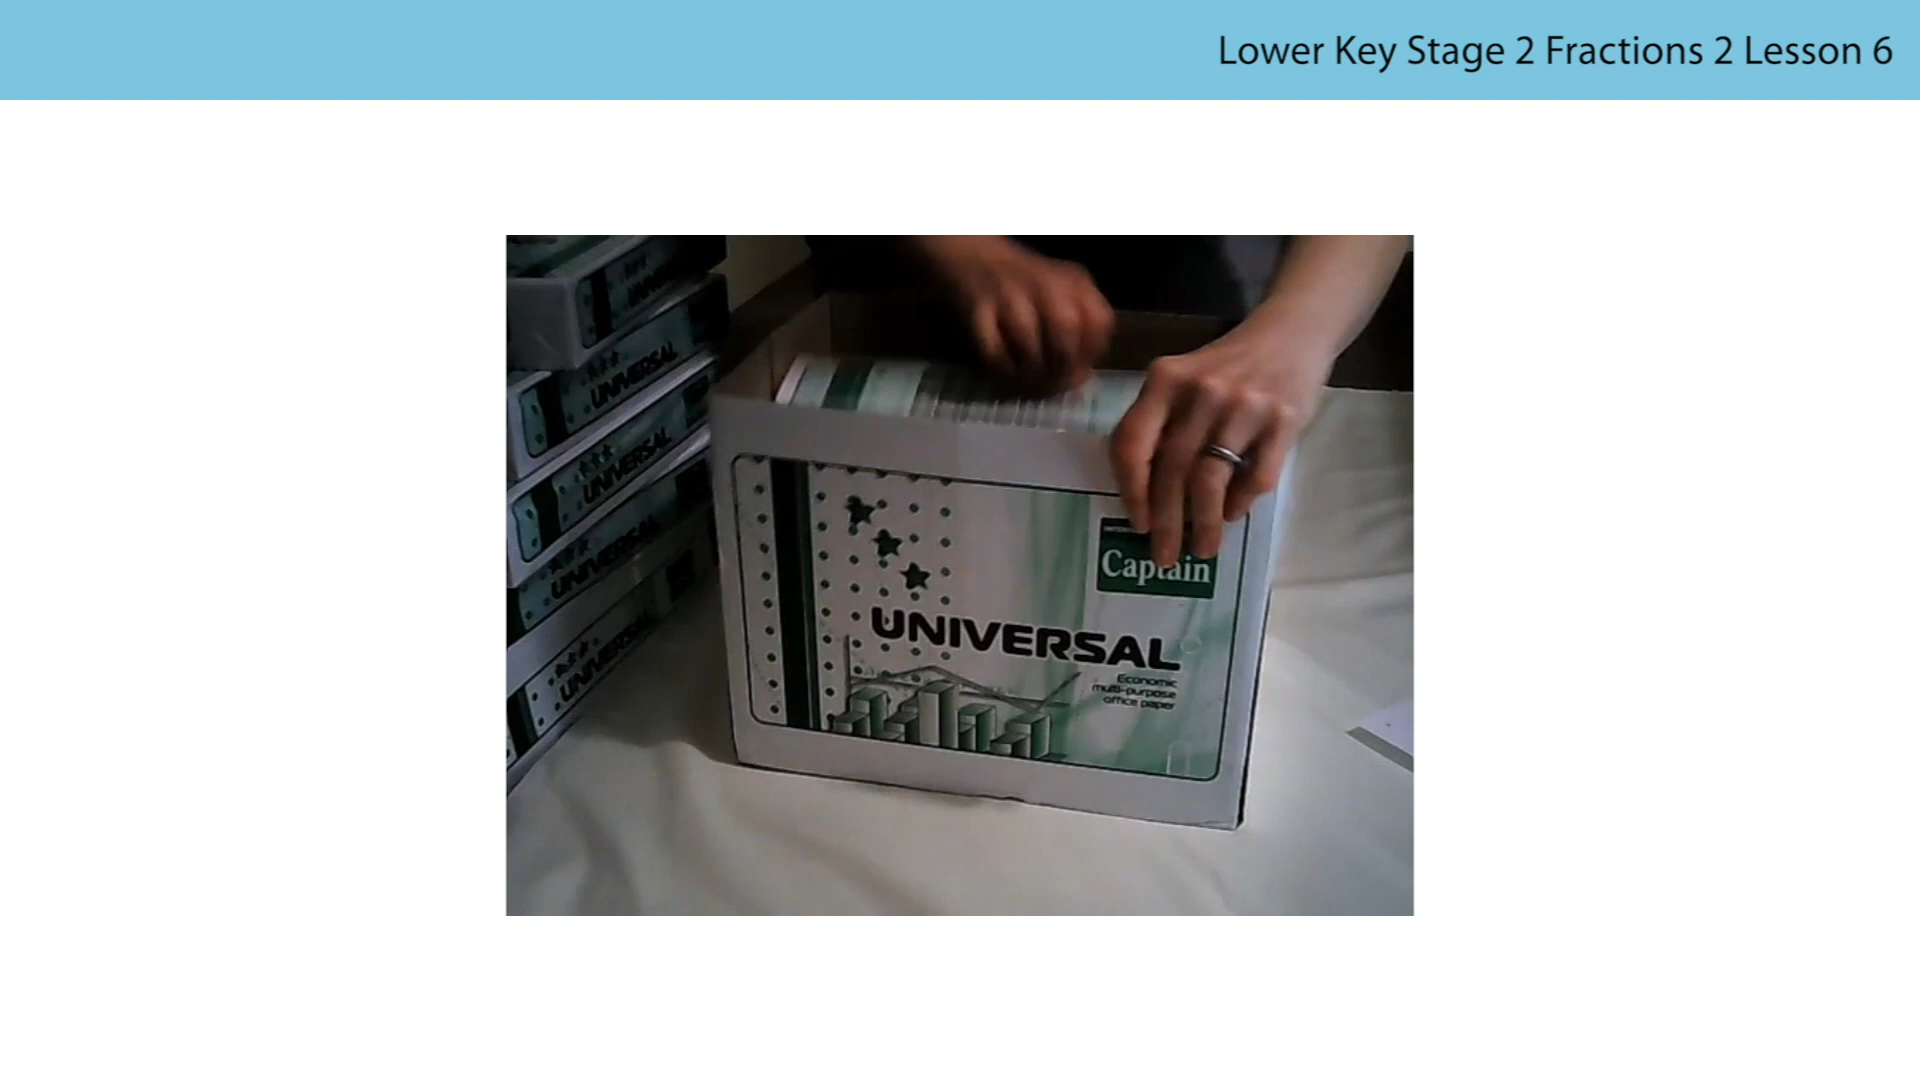 Lower Key Stage 2 Fractions 2 Lesson 6
UNIVERSAL
UNIVERSAL
UNIVERSAL
UNIVERSAL
Captain
UNIVERSAL
Economic
multi-purpose
office paper